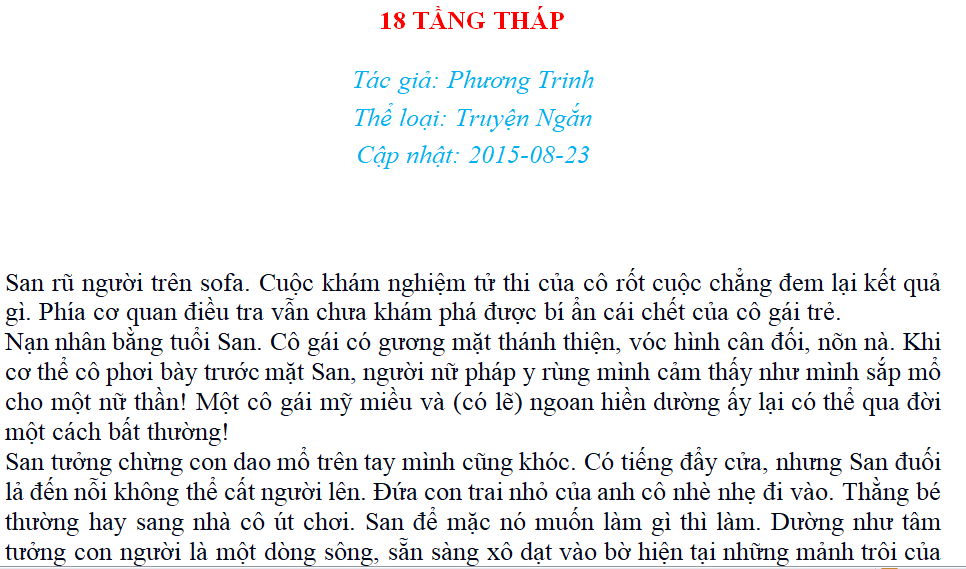 18 TẦNG THÁP
Tác giả: Phương Trinh
Thể loại: Truyện Ngắn
Cập nhật: 2015-08-23
San rũ người trên sofa. Cuộc khám nghiệm tử thi của cô rốt cuộc chẳng đem lại kết quả
gì. Phía cơ quan điều tra vẫn chưa khám phá được bí ẩn cái chết của cô gái trẻ.
Nạn nhân bằng tuổi San. Cô gái có gương mặt thánh thiện, vóc hình cân đối, nõn nà. Khi
cơ thể cô phơi bày trước mặt San, người nữ pháp y rùng mình cảm thấy như mình sắp mổ
cho một nữ thần! Một cô gái mỹ miều và (có lẽ) ngoan hiền dường ấy lại có thể qua đời
một cách bất thường!
San tưởng chừng con dao mổ trên tay mình cũng khóc. Có tiếng đẩy cửa, nhưng San đuối
lả đến nỗi không thể cất người lên. Đứa con trai nhỏ của anh cô nhè nhẹ đi vào. Thằng bé
thường hay sang nhà cô út chơi. San để mặc nó muốn làm gì thì làm. Dường như tâm
tưởng con người là một dòng sông, sẵn sàng xô dạt vào bờ hiện tại những mảnh trôi của